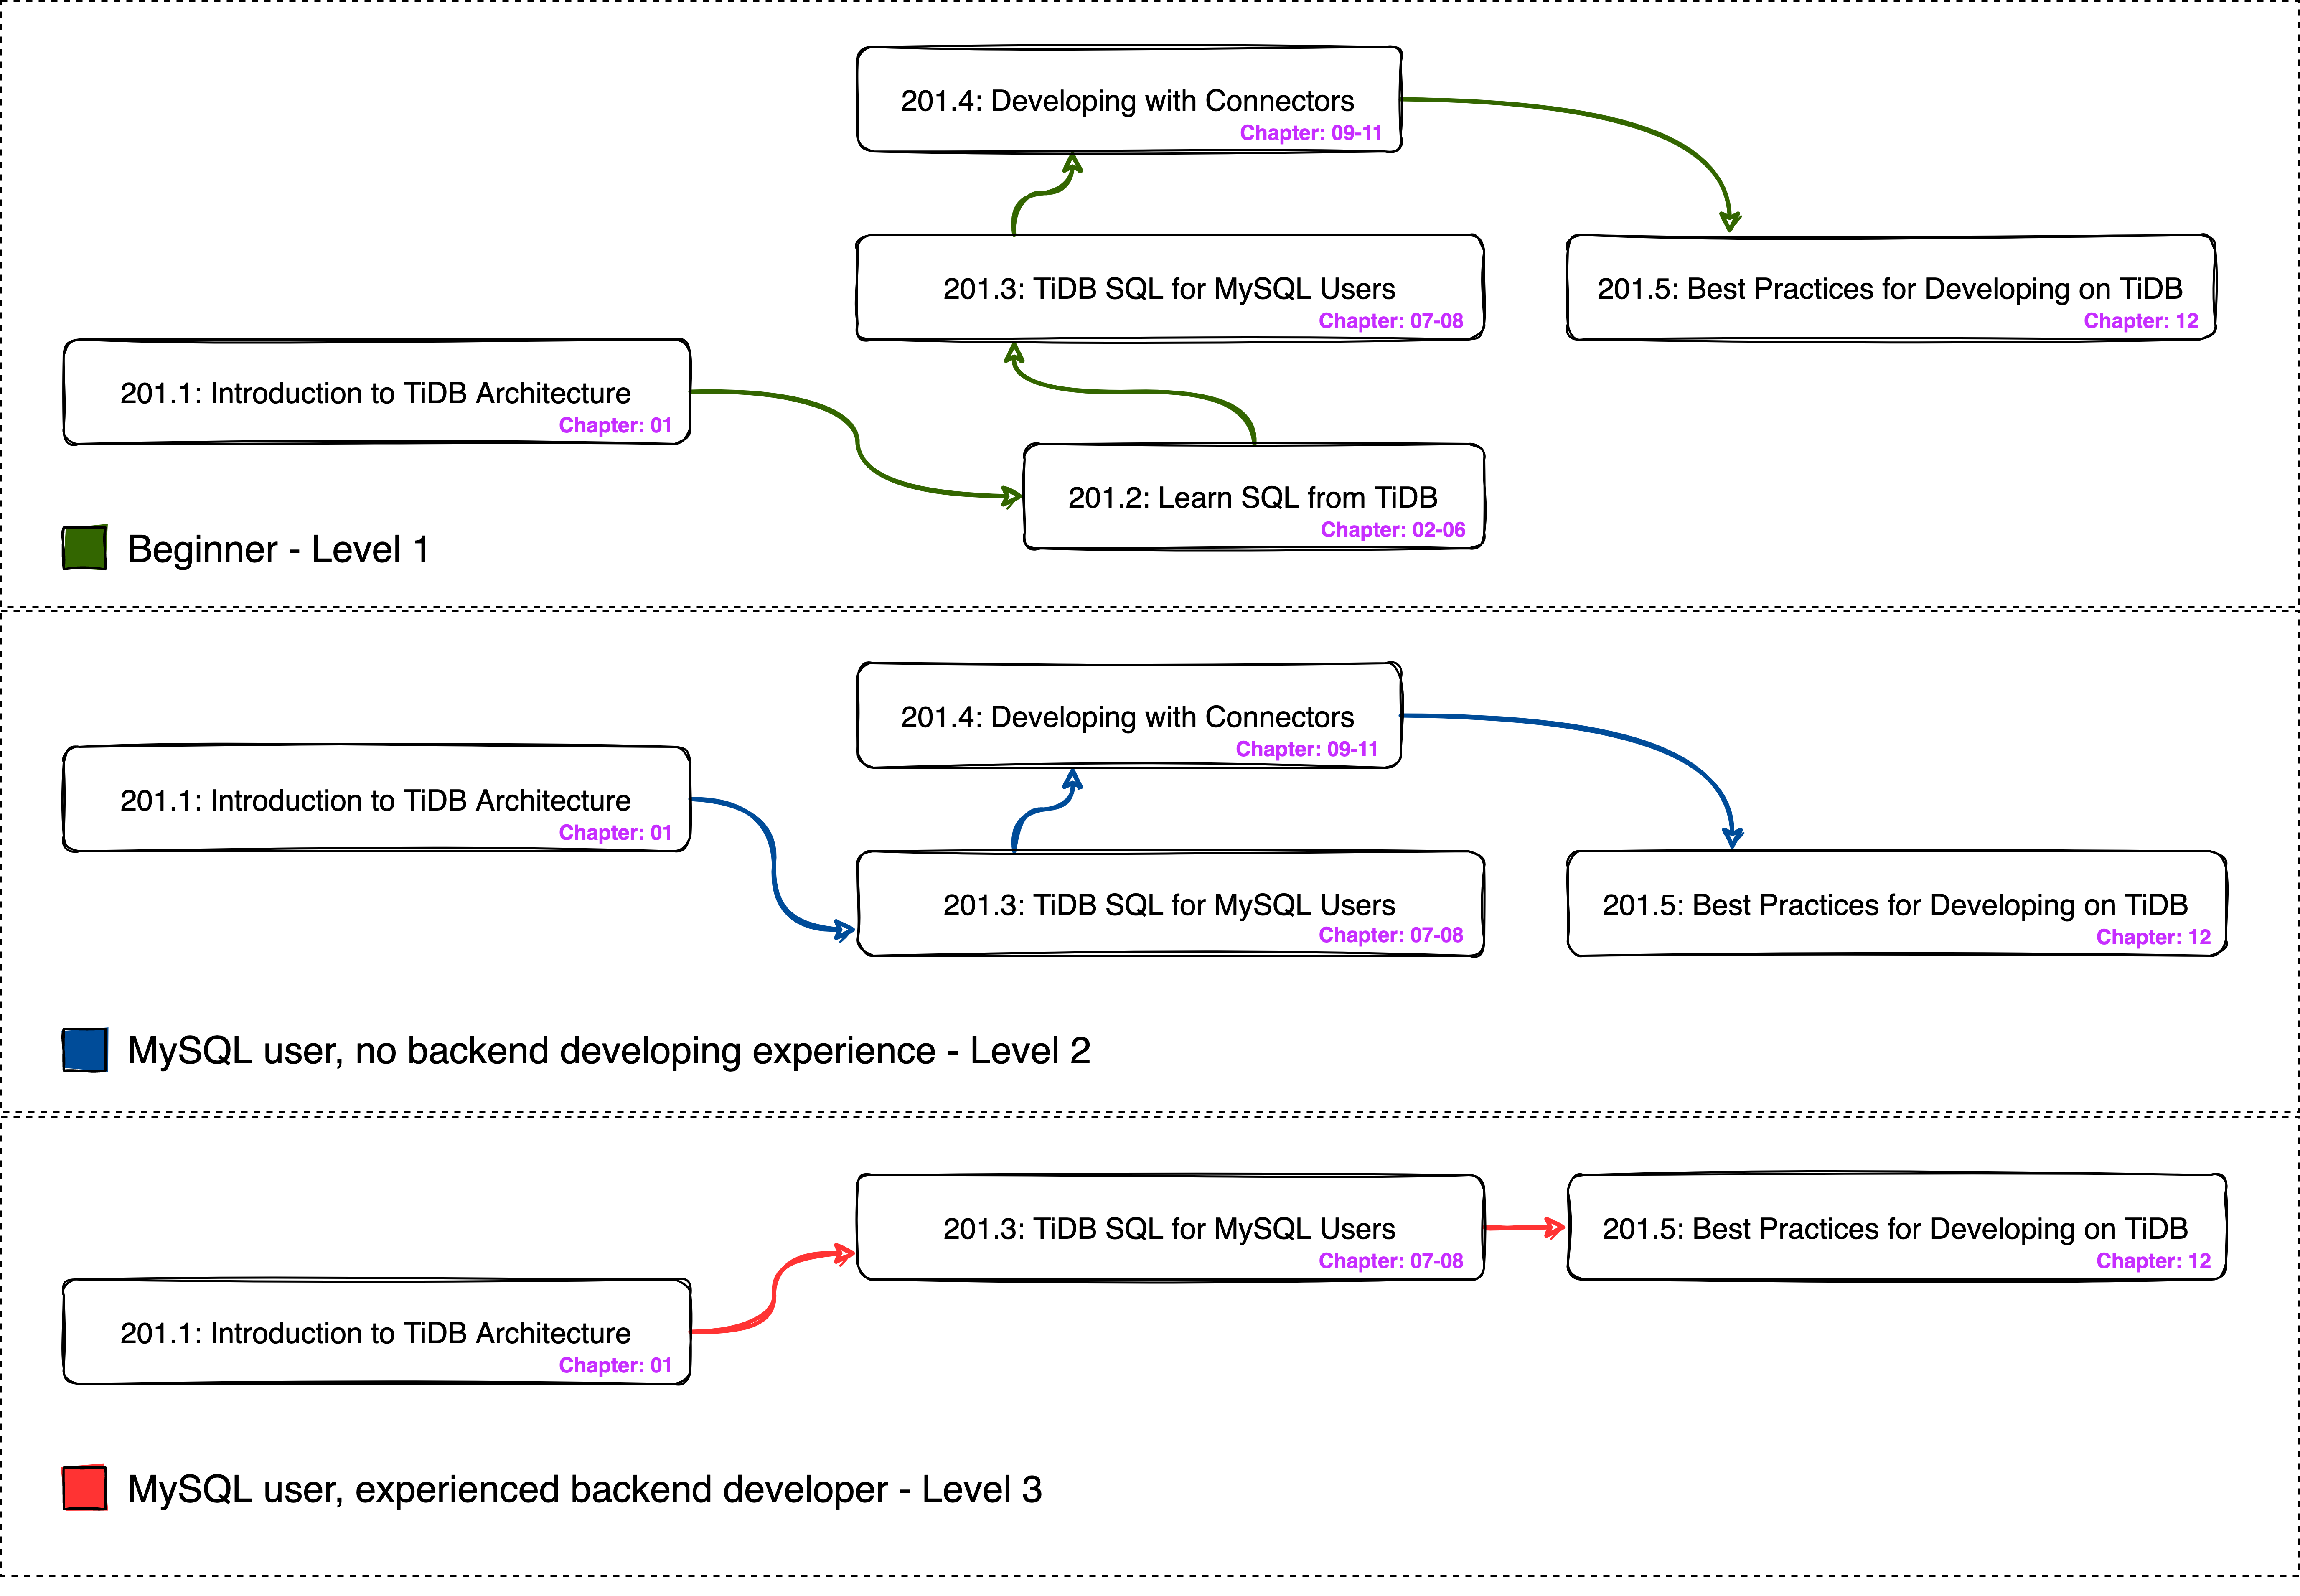 201.4: Developing with Connectors
Chapter: 09-11
201.3: TiDB SQL for MySQL Users
Chapter: 07-08
201.5: Best Practices for Developing on TiDB
Chapter: 12
201.1: Introduction to TiDB Architecture
Chapter: 01
201.2: Learn SQL from TiDB
Chapter: 02-06
Beginner - Level 1
201.4: Developing with Connectors
Chapter: 09-11
201.1: Introduction to TiDB Architecture
Chapter: 01
201.3: TiDB SQL for MySQL Users
Chapter: 07-08
201.5: Best Practices for Developing on TiDB
Chapter: 12
MySQL user, no backend developing experience - Level 2
201.3: TiDB SQL for MySQL Users
Chapter: 07-08
201.5: Best Practices for Developing on TiDB
Chapter: 12
201.1: Introduction to TiDB Architecture
Chapter: 01
MySQL user, experienced backend developer - Level 3